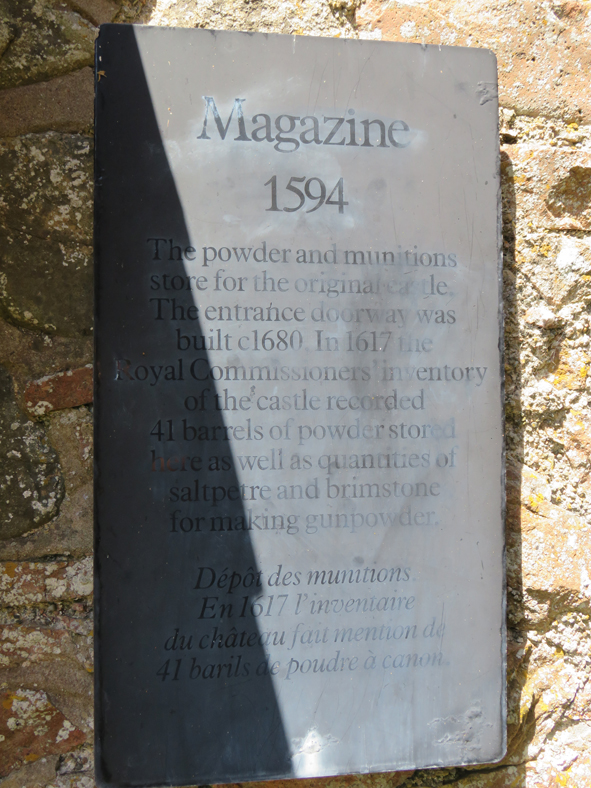 Magazine
1594
The powder and munitions
store for the original castle.
The entrance doorway was
built c1680. In 1617 the
Royal Commissioners' inventory
of the castle recorded
41 barrels of powder stored
here as well as quantities of
saltpetre and brimstone
for making gunpowder.
Dépôt des munitions.
En 1617 l'inventaire
du château fait mention de
41 barils de poudre à canon.